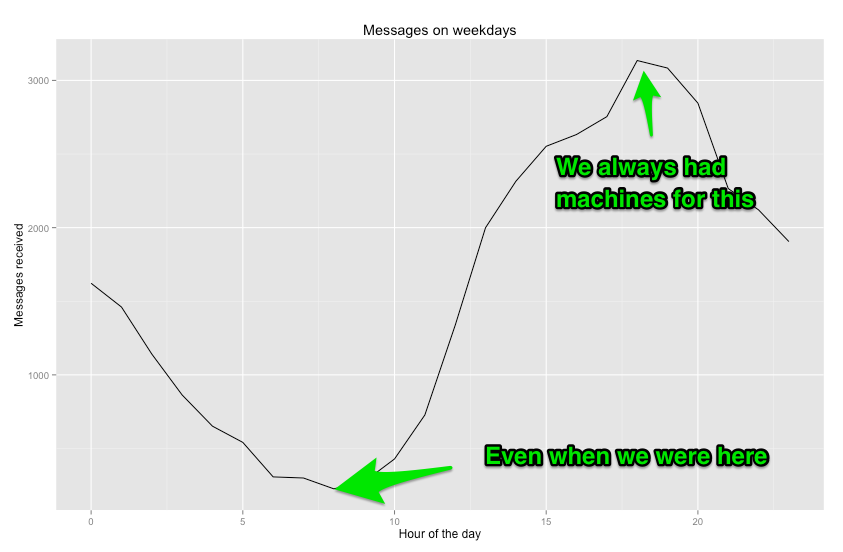 Messages on weekdays
3000
2000
1000
Messages received
We always had
machines for this
Even when we were here
0
5
10
15
20
Hour of the day